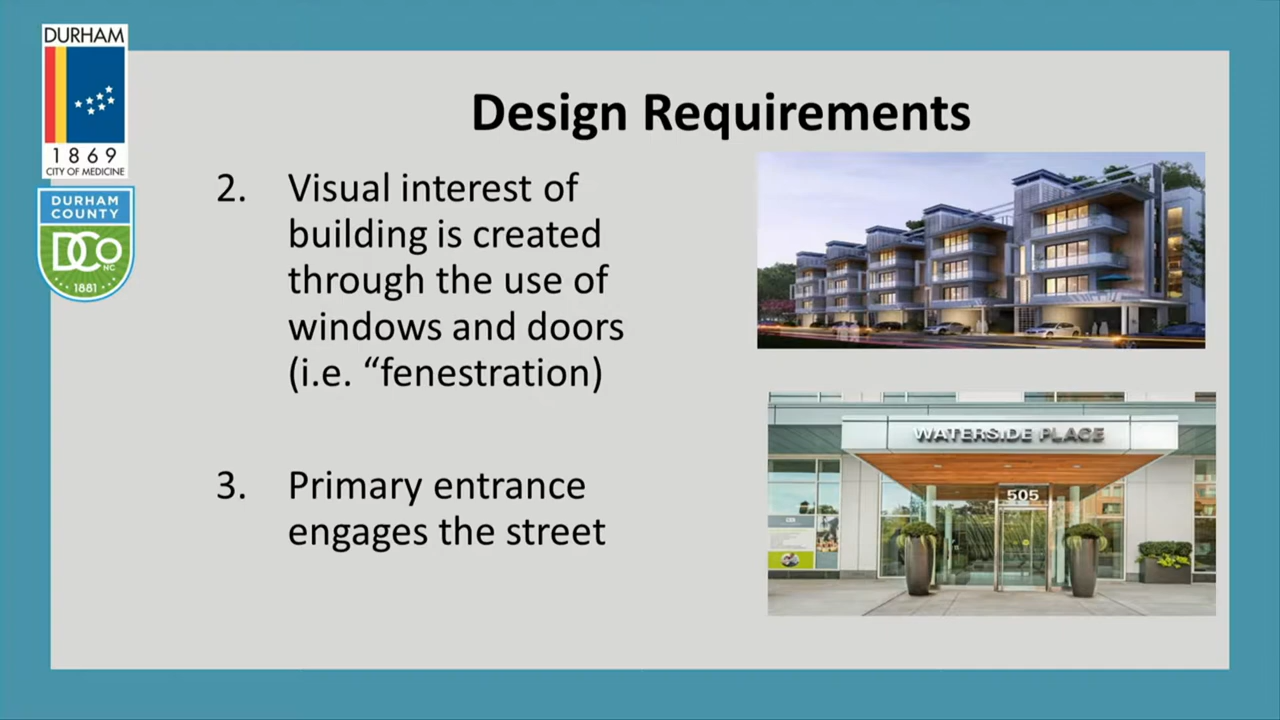 DURHAM
1869
CITY OF MEDICINE
DURHAM
COUNTY
DCo
NC
1881
Design Requirements
2. Visual interest of
building is created
through the use of
windows and doors
(i.e. “fenestration)
3. Primary entrance
engages the street
WATERSIDE PLACE
505